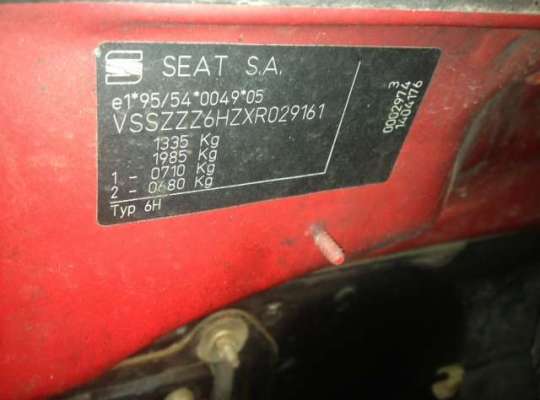 SEAT S.A.
e1*95/54*0049*05
VSSZZZ6HZXR029161
1335 Kg
1985 Kg
1 - 0710 Kg
2 - 0680 Kg
Typ 6H
0002974 3
1404176